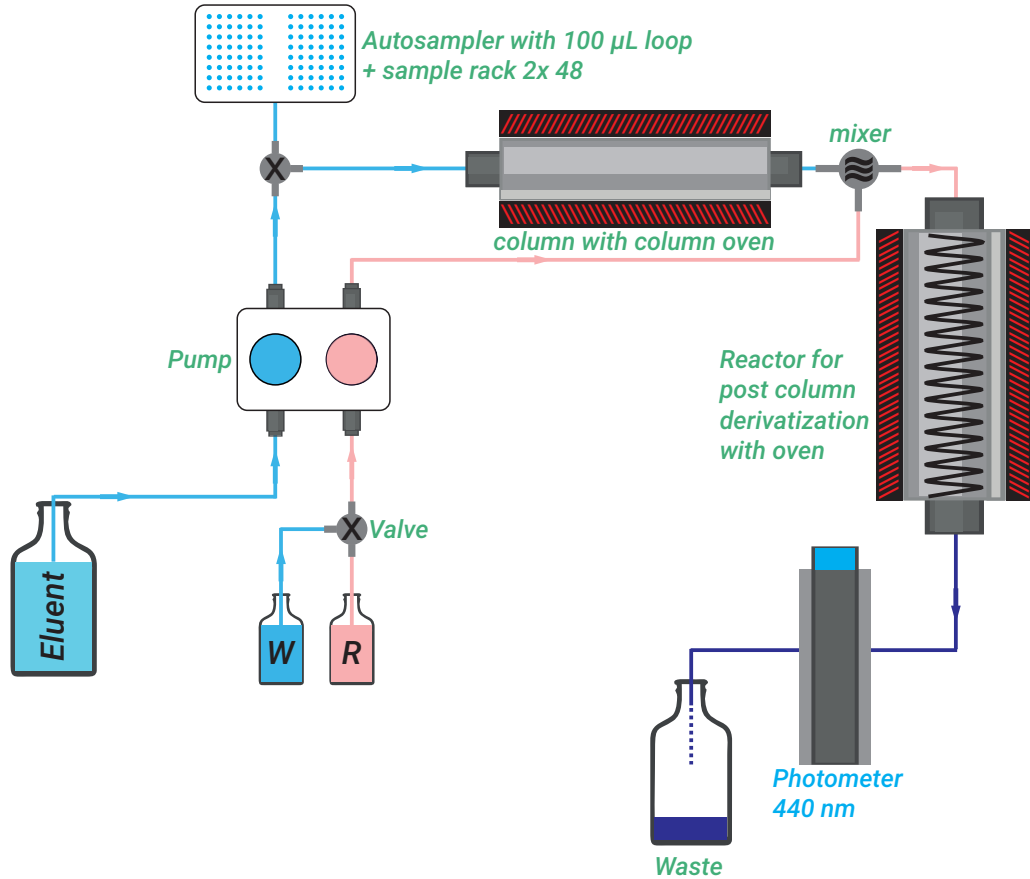 Autosampler with 100 µL loop
+ sample rack 2x 48
X
mixer
column with column oven
Pump
Reactor for
post column
derivatization
with oven
X
Valve
Eluent
W
R
Photometer
440 nm
Waste